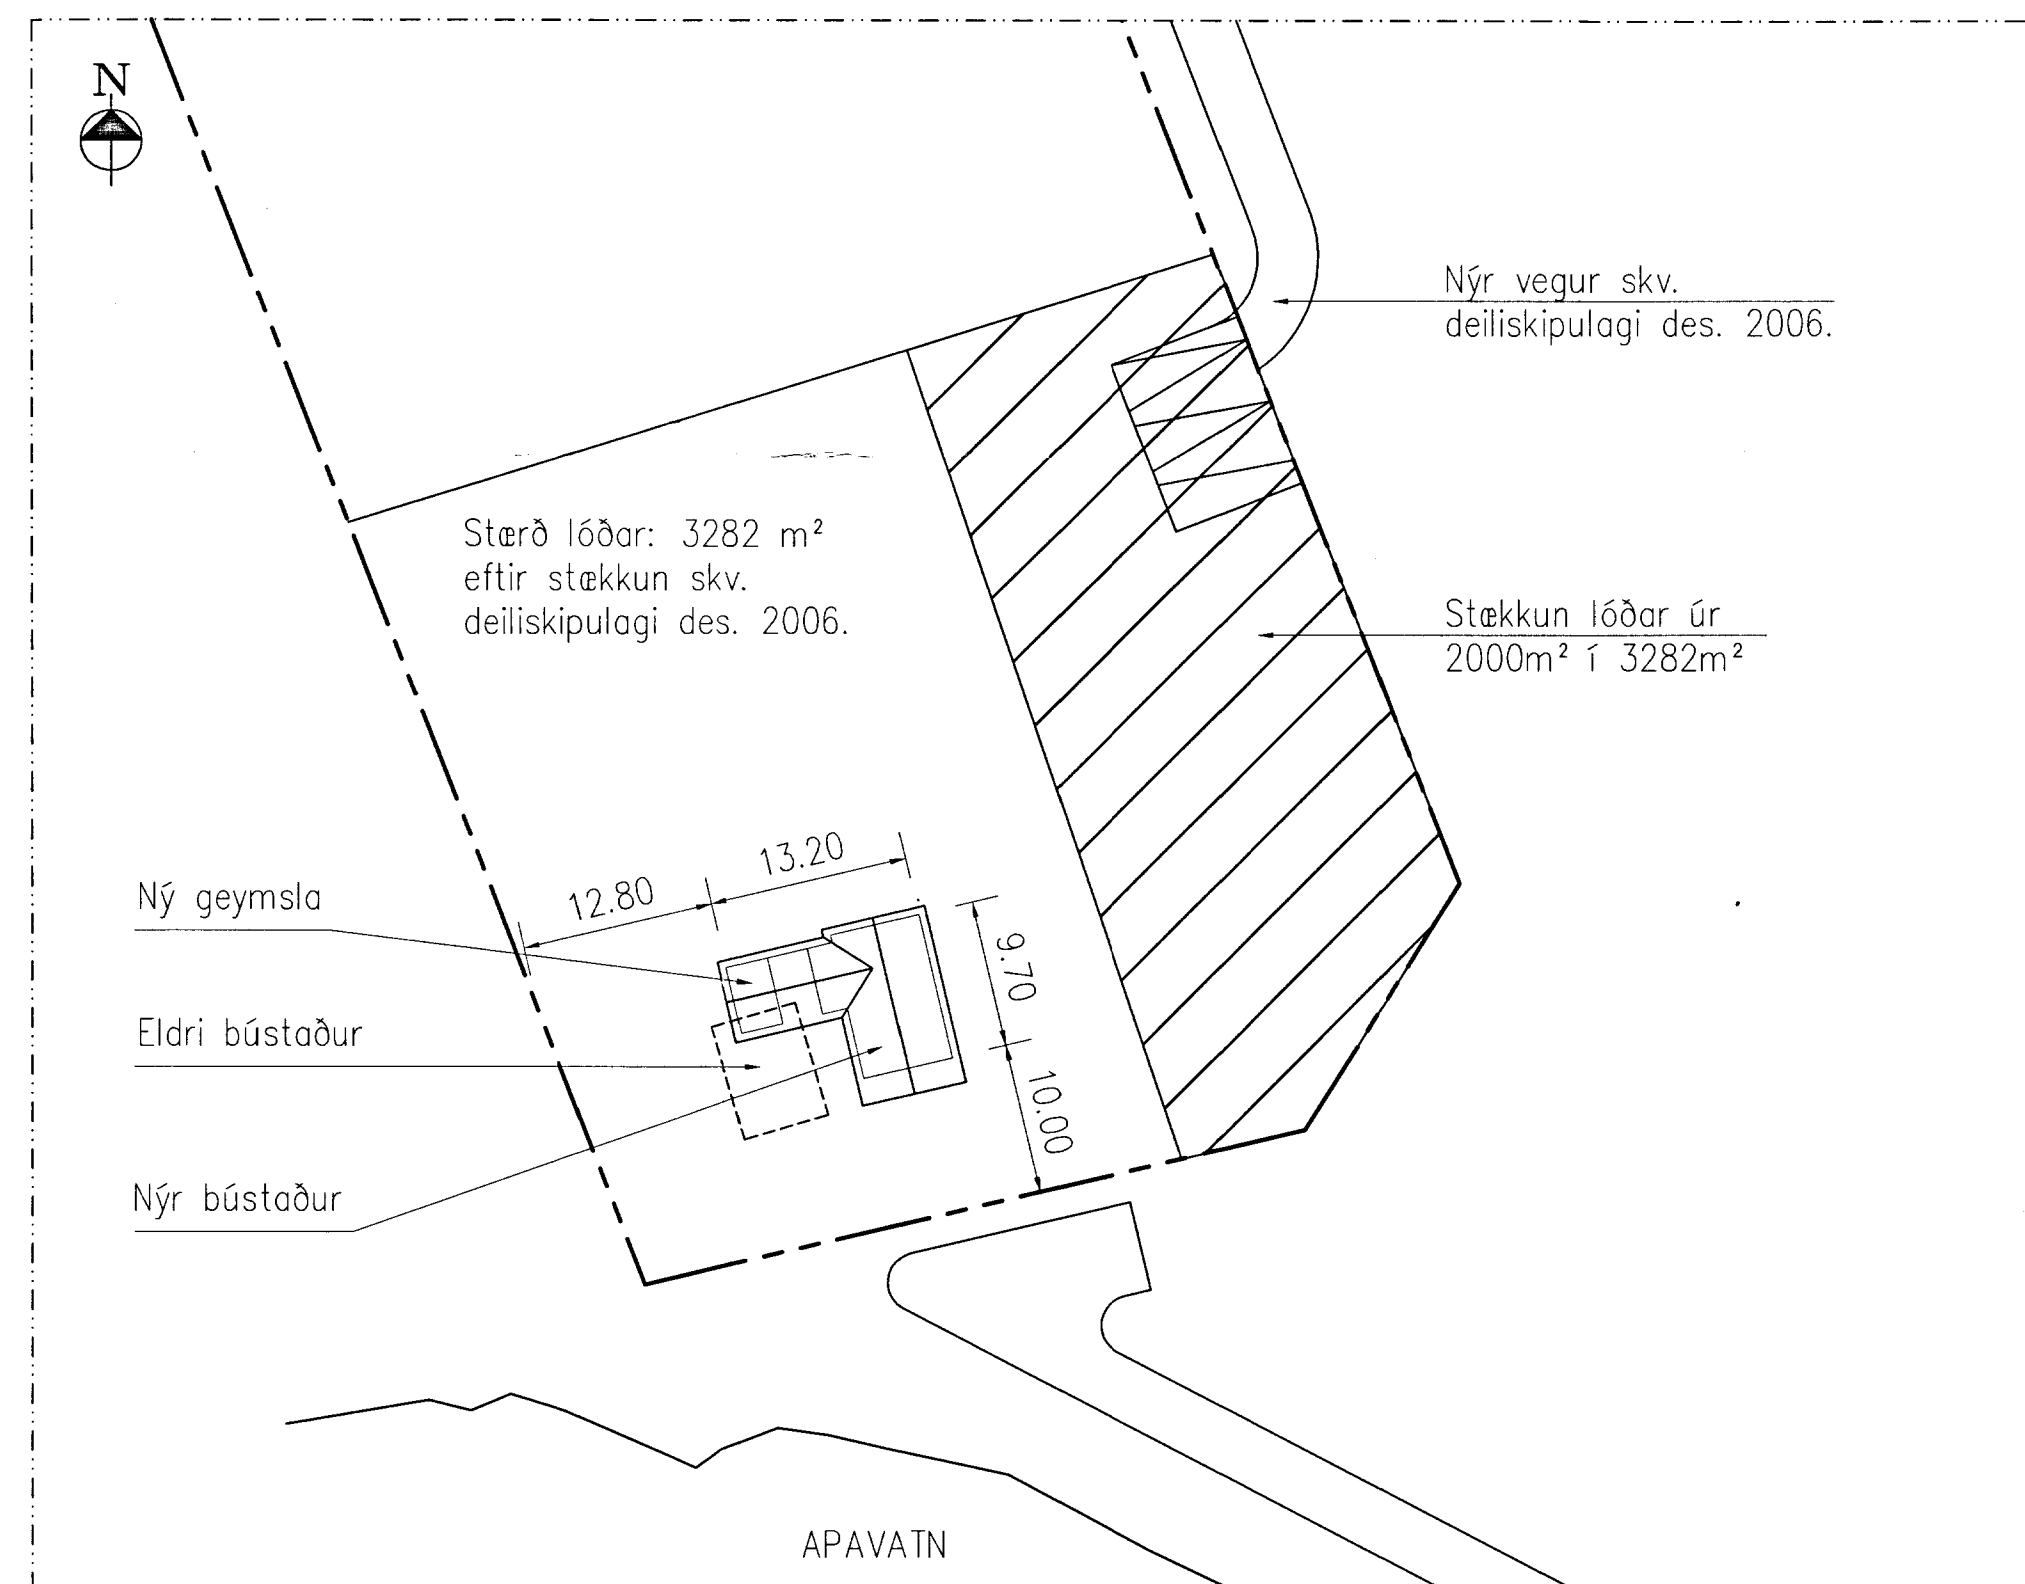 N
Nýr vegur skv.
deiliskipulagi des. 2006.
Stærð lóðar: 3282 m²
eftir stækkun skv.
deiliskipulagi des. 2006.
Stækkun lóðar úr
2000m² í 3282m²
13.20
12.80
Ný geymsla
9.70
Eldri bústaður
10.00
Nýr bústaður
APAVATN